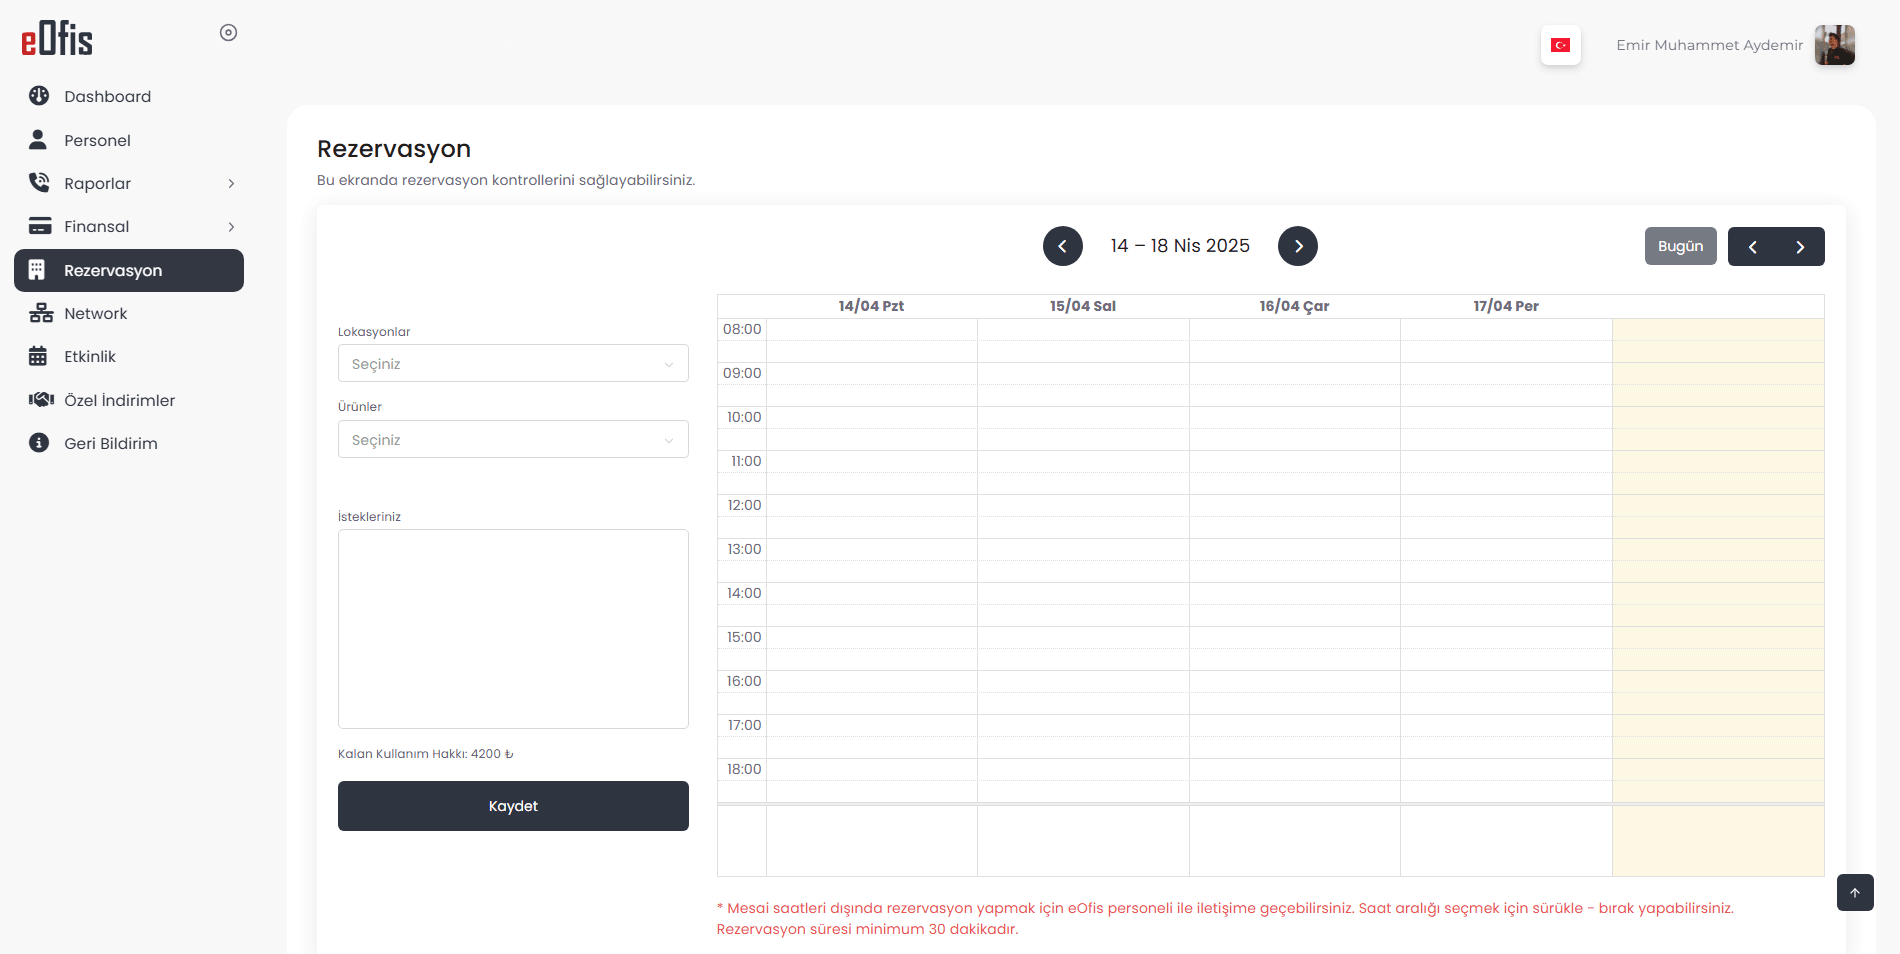 eOfis
Emir Muhammet Aydemir
Dashboard
Personel
Raporlar
Finansal
Rezervasyon
Network
Etkinlik
Özel İndirimler
Geri Bildirim
Rezervasyon
Bu ekranda rezervasyon kontrollerini sağlayabilirsiniz.
14 – 18 Nis 2025
Bugün
Lokasyonlar
Seçiniz
Ürünler
Seçiniz
İstekleriniz
Kalan Kullanım Hakkı: 4200 ₺
Kaydet
14/04 Pzt 15/04 Sal 16/04 Çar 17/04 Per
08:00
09:00
10:00
11:00
12:00
13:00
14:00
15:00
16:00
17:00
18:00
* Mesai saatleri dışında rezervasyon yapmak için eOfis personeli ile iletişime geçebilirsiniz. Saat aralığı seçmek için sürükle - bırak yapabilirsiniz.
Rezervasyon süresi minimum 30 dakikadır.